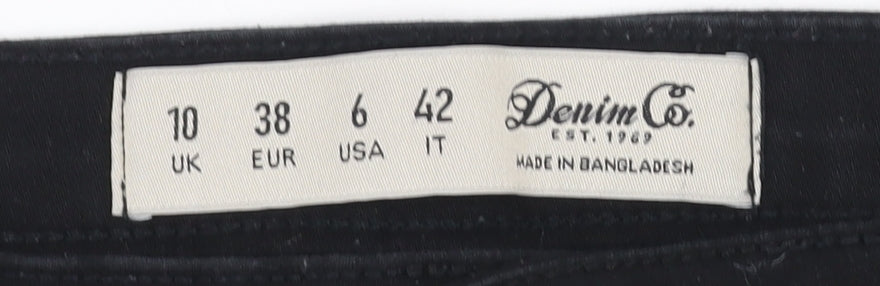 10 38 6 42
UK EUR USA IT
Denim Co.
EST. 1969
MADE IN BANGLADESH